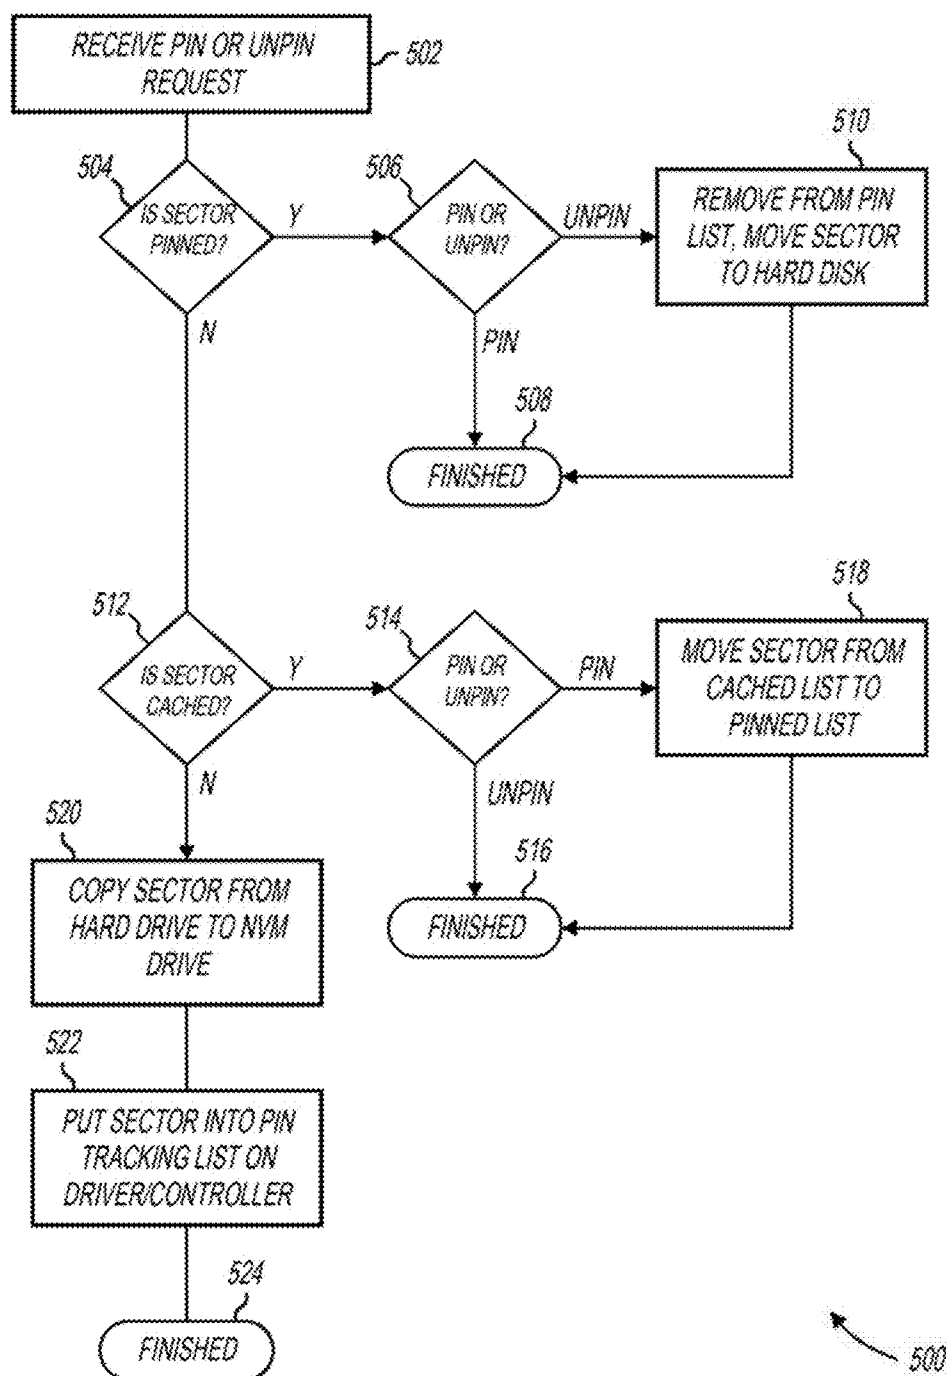 RECEIVE PIN OR UNPIN
REQUEST
502
504
IS SECTOR
PINNED?
Y
N
506
PIN OR
UNPIN?
UNPIN
PIN
510
REMOVE FROM PIN
LIST, MOVE SECTOR
TO HARD DISK
508
FINISHED
512
IS SECTOR
CACHED?
Y
N
514
PIN OR
UNPIN?
PIN
UNPIN
518
MOVE SECTOR FROM
CACHED LIST TO
PINNED LIST
516
FINISHED
520
COPY SECTOR FROM
HARD DRIVE TO NVM
DRIVE
522
PUT SECTOR INTO PIN
TRACKING LIST ON
DRIVER/CONTROLLER
524
FINISHED
500